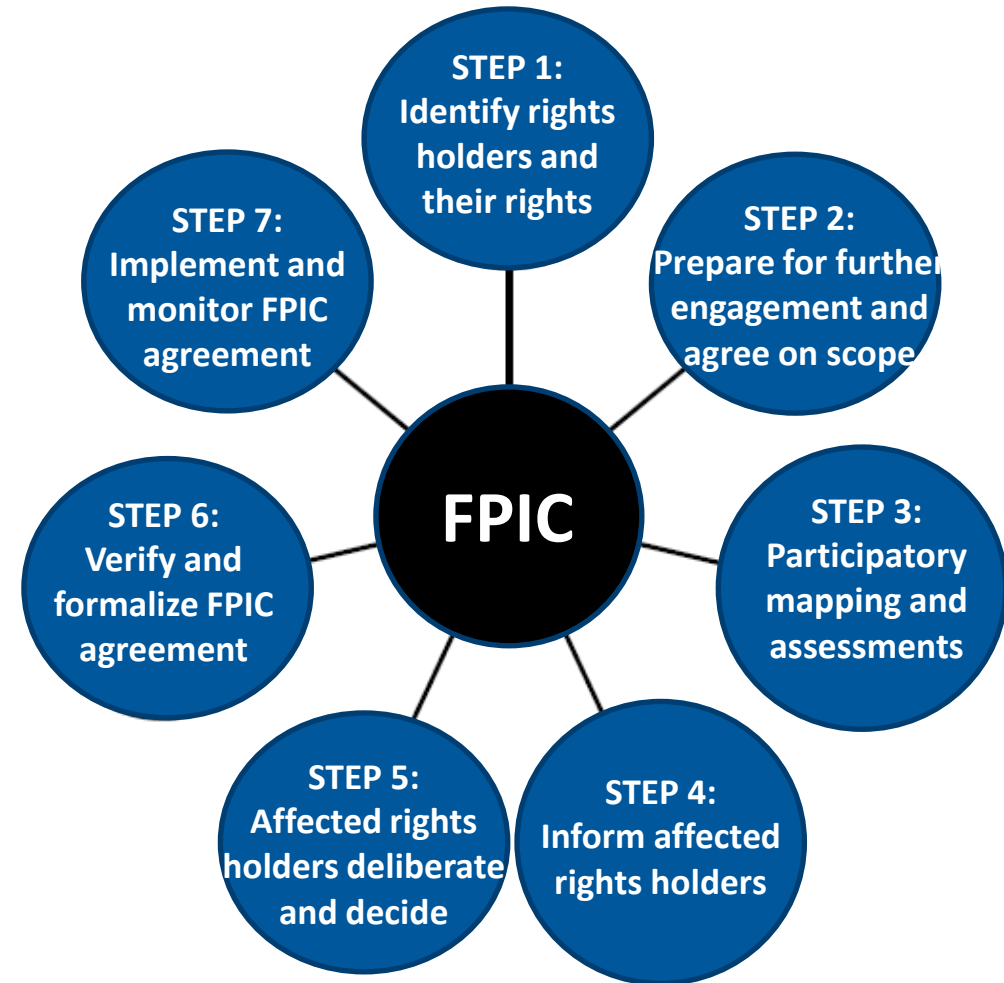 STEP 1:
Identify rights
holders and
their rights
STEP 2:
Prepare for further
engagement and
agree on scope
STEP 3:
Participatory
mapping and
assessments
STEP 4:
Inform affected
rights holders
STEP 5:
Affected rights
holders deliberate
and decide
STEP 6:
Verify and
formalize FPIC
agreement
STEP 7:
Implement and
monitor FPIC
agreement
FPIC